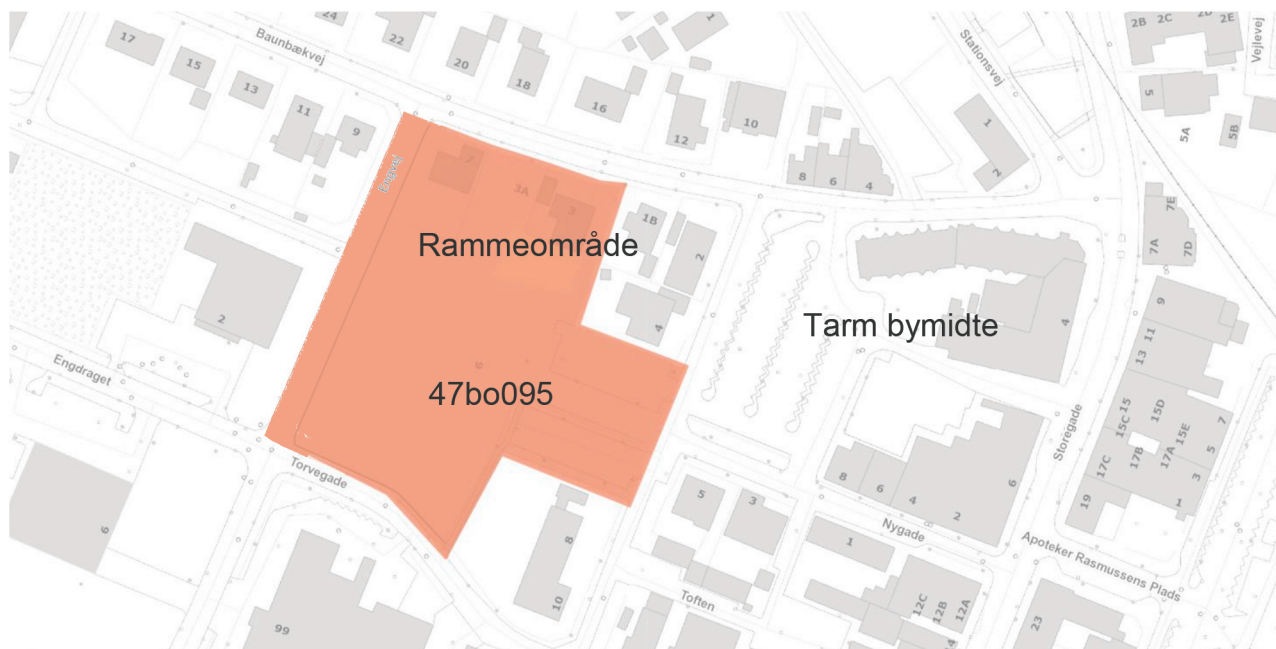 24
22
1
2B
2C
2D
2E
Vejlevej
17
Baunbækvej
Stationsvej
15
20
18
13
16
5
11
10
9
12
1
5A
5B
Engvej
7
3A
3
8
6
4
2
7E
1B
7A
7D
Rammeområde
2
Tarm bymidte
9
2
4
4
11
13
Engdraget
47bo095
15
15C
15D
15E
7
5
Storegade
17C
17B
17A
3
Torvegade
8
6
4
6
19
1
5
3
2
Nygade
6
8
1
Apoteker Rasmussens Plads
10
Toften
12C
12B
12A
99
23
14